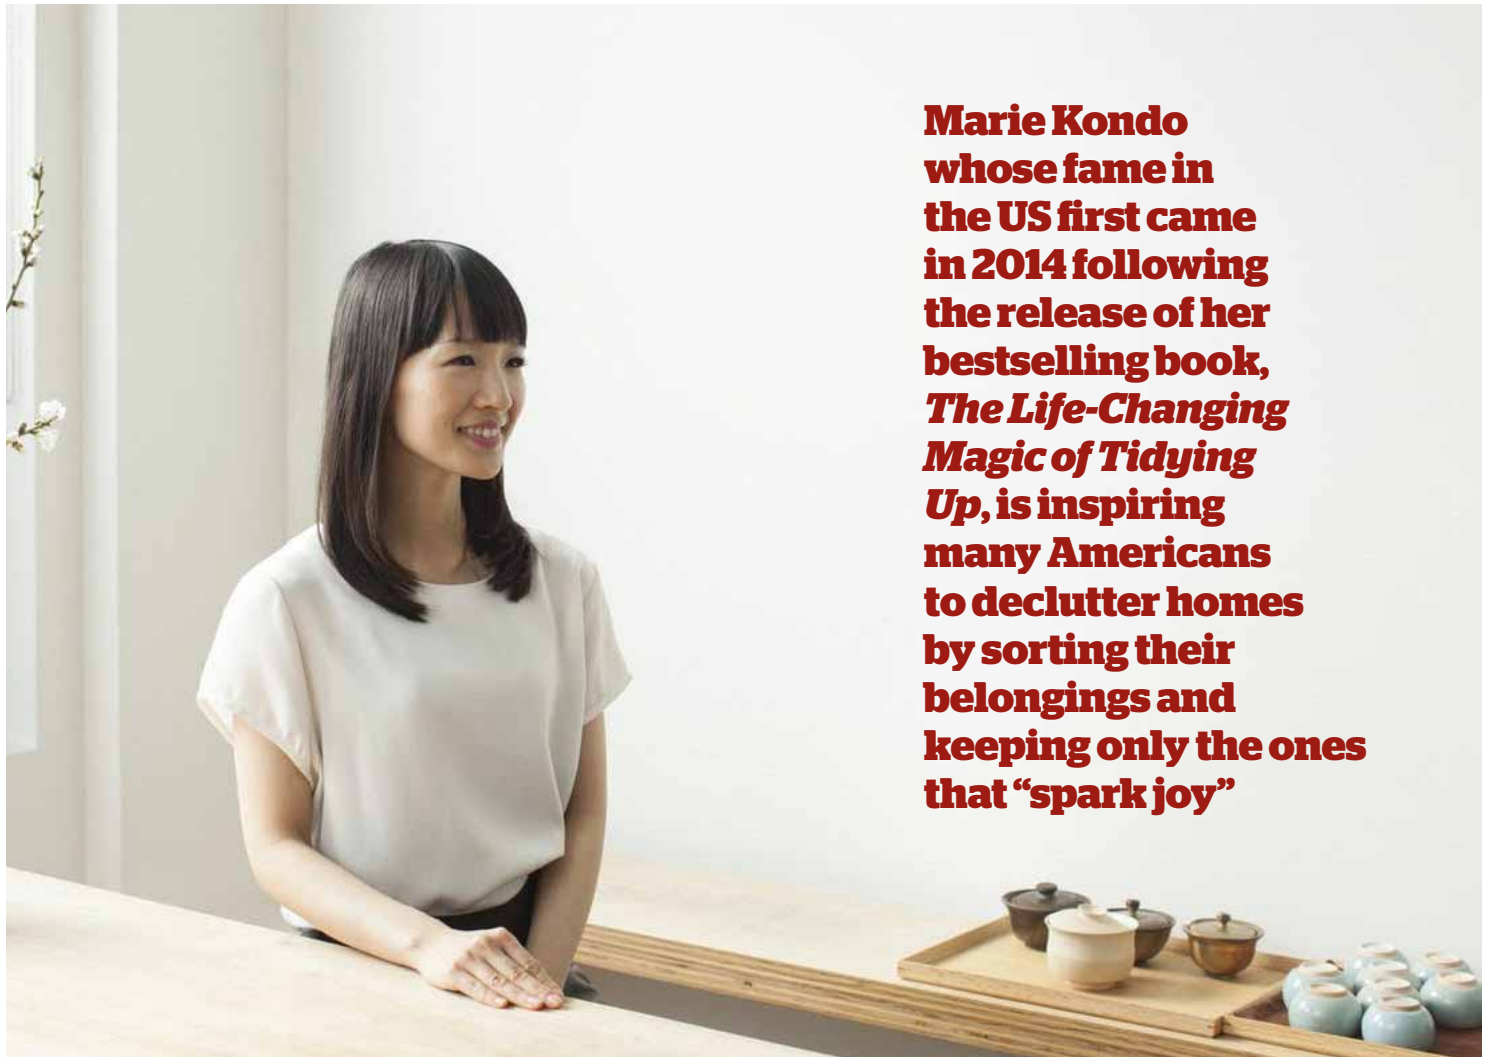 Marie Kondo
whose fame in
the US first came
in 2014 following
the release of her
bestselling book,
The Life-Changing
Magic of Tidying
Up, is inspiring
many Americans
to declutter homes
by sorting their
belongings and
keeping only the ones
that “spark joy”